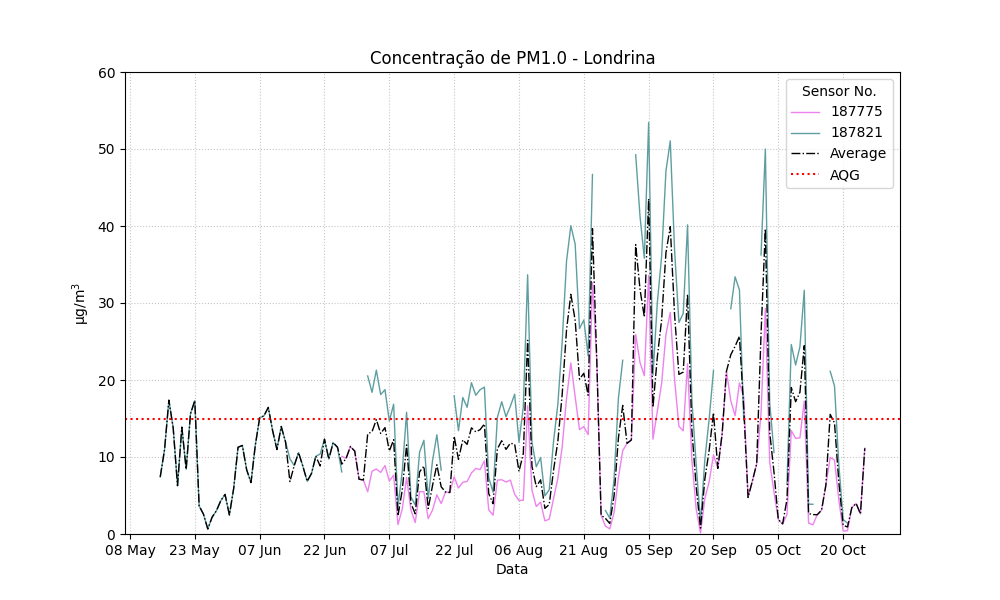 Concentração de PM1.0 - Londrina
Sensor No.
187775
187821
Average
AQG
60
50
40
30
20
10
0
µg/m³
08 May 23 May 07 Jun 22 Jun 07 Jul 22 Jul 06 Aug 21 Aug 05 Sep 20 Sep 05 Oct 20 Oct
Data